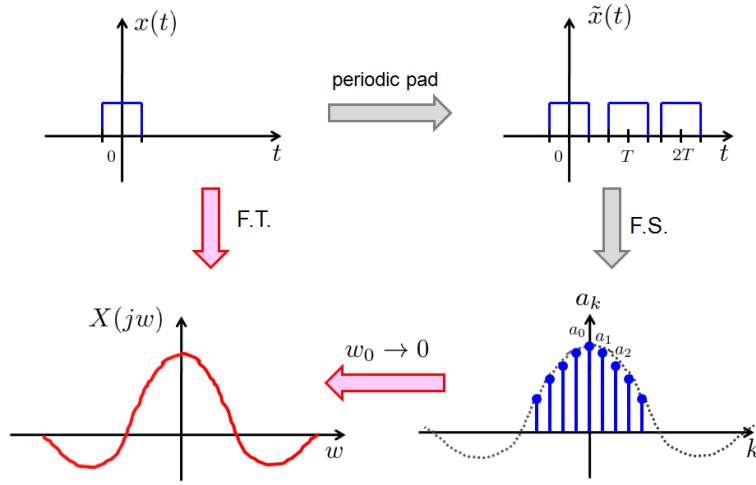 x(t)
x̃(t)
periodic pad
0
t
0
T
2T
t
F.T.
F.S.
X(jw)
a_k
a_0
a_1
a_2
w_0 → 0
w
k